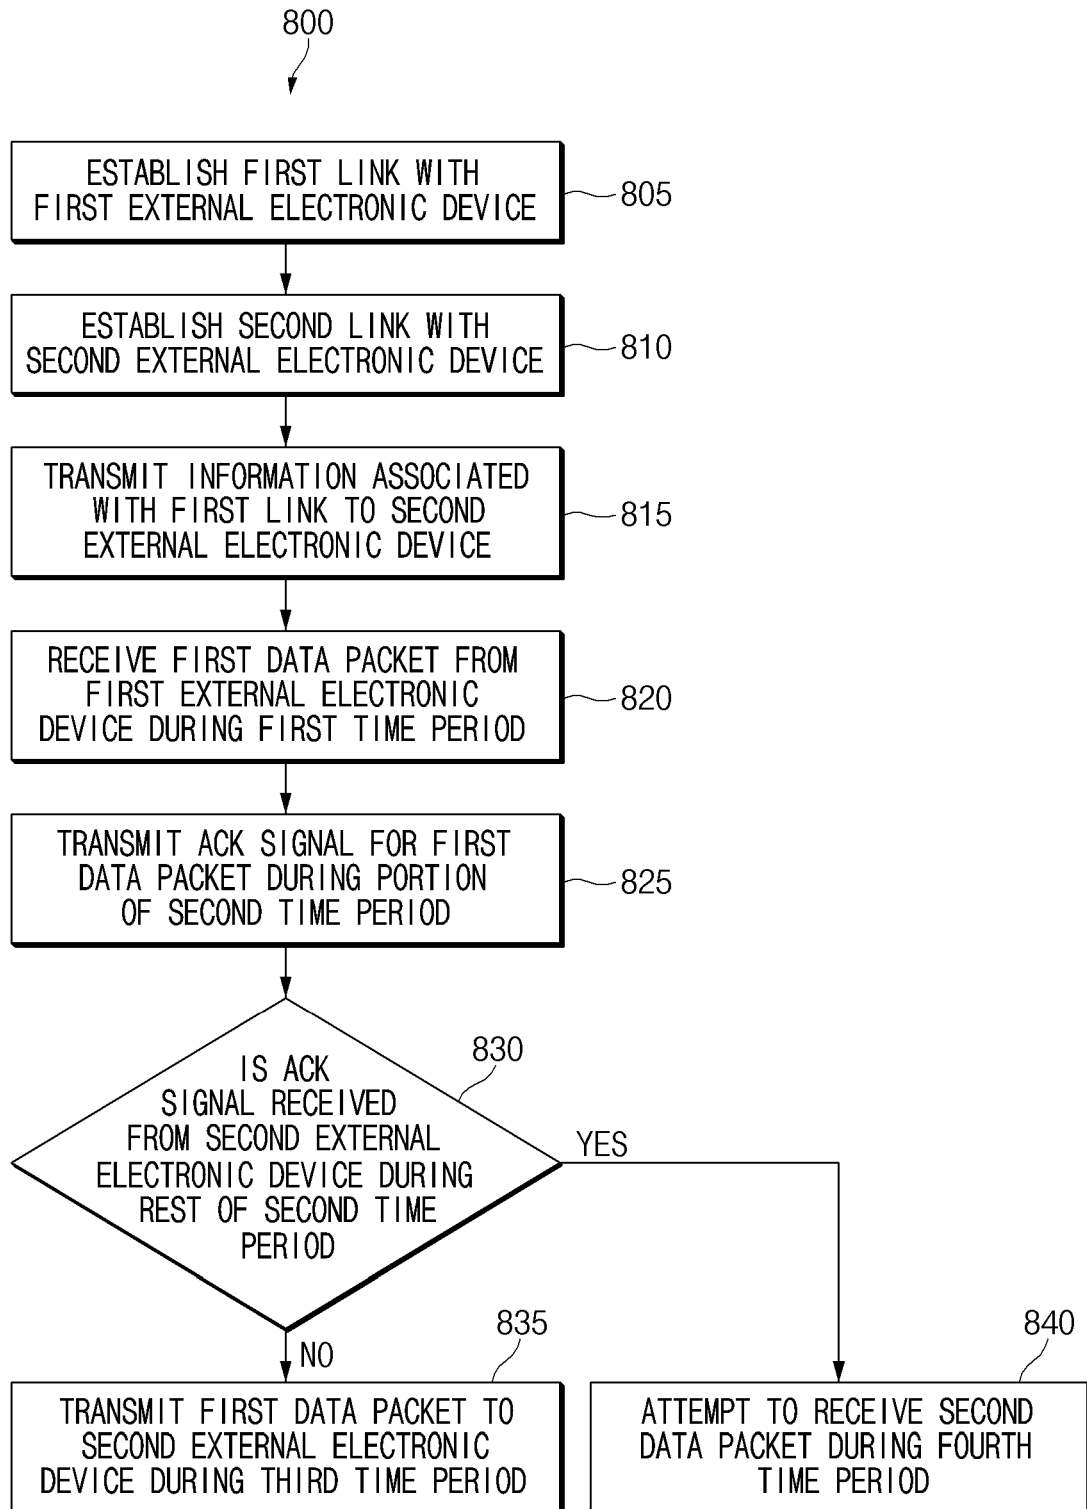 800
ESTABLISH FIRST LINK WITH
FIRST EXTERNAL ELECTRONIC DEVICE
805
ESTABLISH SECOND LINK WITH
SECOND EXTERNAL ELECTRONIC DEVICE
810
TRANSMIT INFORMATION ASSOCIATED
WITH FIRST LINK TO SECOND
EXTERNAL ELECTRONIC DEVICE
815
RECEIVE FIRST DATA PACKET FROM
FIRST EXTERNAL ELECTRONIC
DEVICE DURING FIRST TIME PERIOD
820
TRANSMIT ACK SIGNAL FOR FIRST
DATA PACKET DURING PORTION
OF SECOND TIME PERIOD
825
IS ACK
SIGNAL RECEIVED
FROM SECOND EXTERNAL
ELECTRONIC DEVICE DURING
REST OF SECOND TIME
PERIOD
830
YES
NO
835
TRANSMIT FIRST DATA PACKET TO
SECOND EXTERNAL ELECTRONIC
DEVICE DURING THIRD TIME PERIOD
840
ATTEMPT TO RECEIVE SECOND
DATA PACKET DURING FOURTH
TIME PERIOD